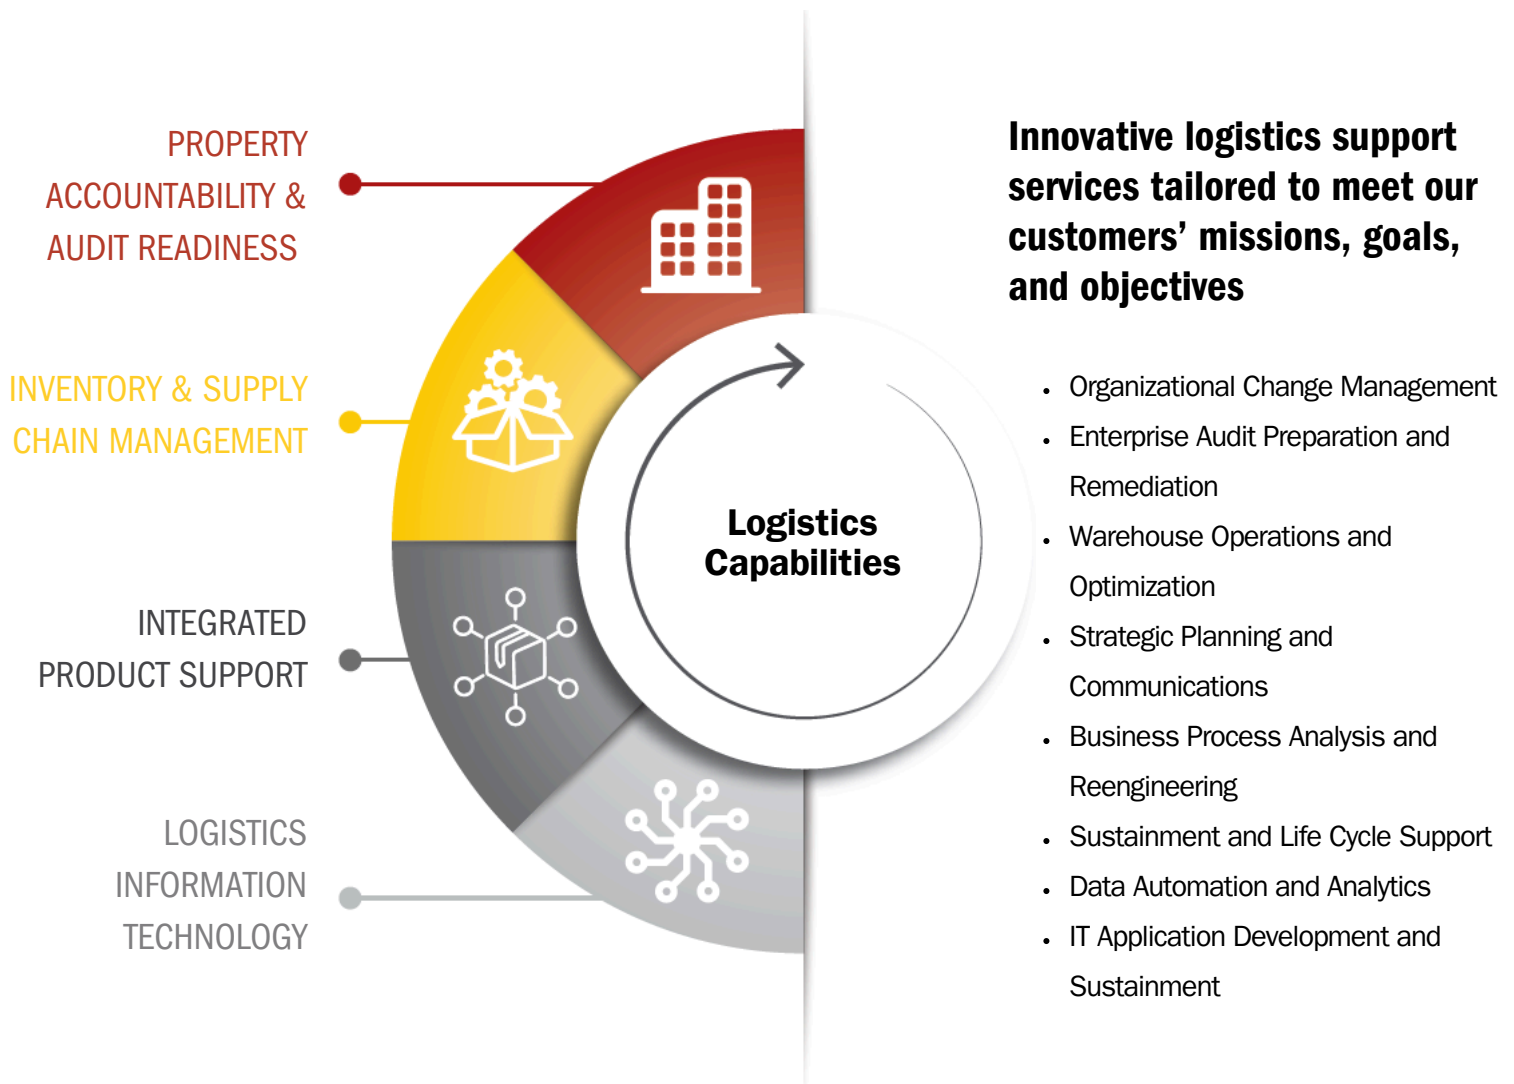 PROPERTY
ACCOUNTABILITY &
AUDIT READINESS
INVENTORY & SUPPLY
CHAIN MANAGEMENT
INTEGRATED
PRODUCT SUPPORT
LOGISTICS
INFORMATION
TECHNOLOGY
Logistics
Capabilities
Innovative logistics support
services tailored to meet our
customers’ missions, goals,
and objectives
• Organizational Change Management
• Enterprise Audit Preparation and
Remediation
• Warehouse Operations and
Optimization
• Strategic Planning and
Communications
• Business Process Analysis and
Reengineering
• Sustainment and Life Cycle Support
• Data Automation and Analytics
• IT Application Development and
Sustainment